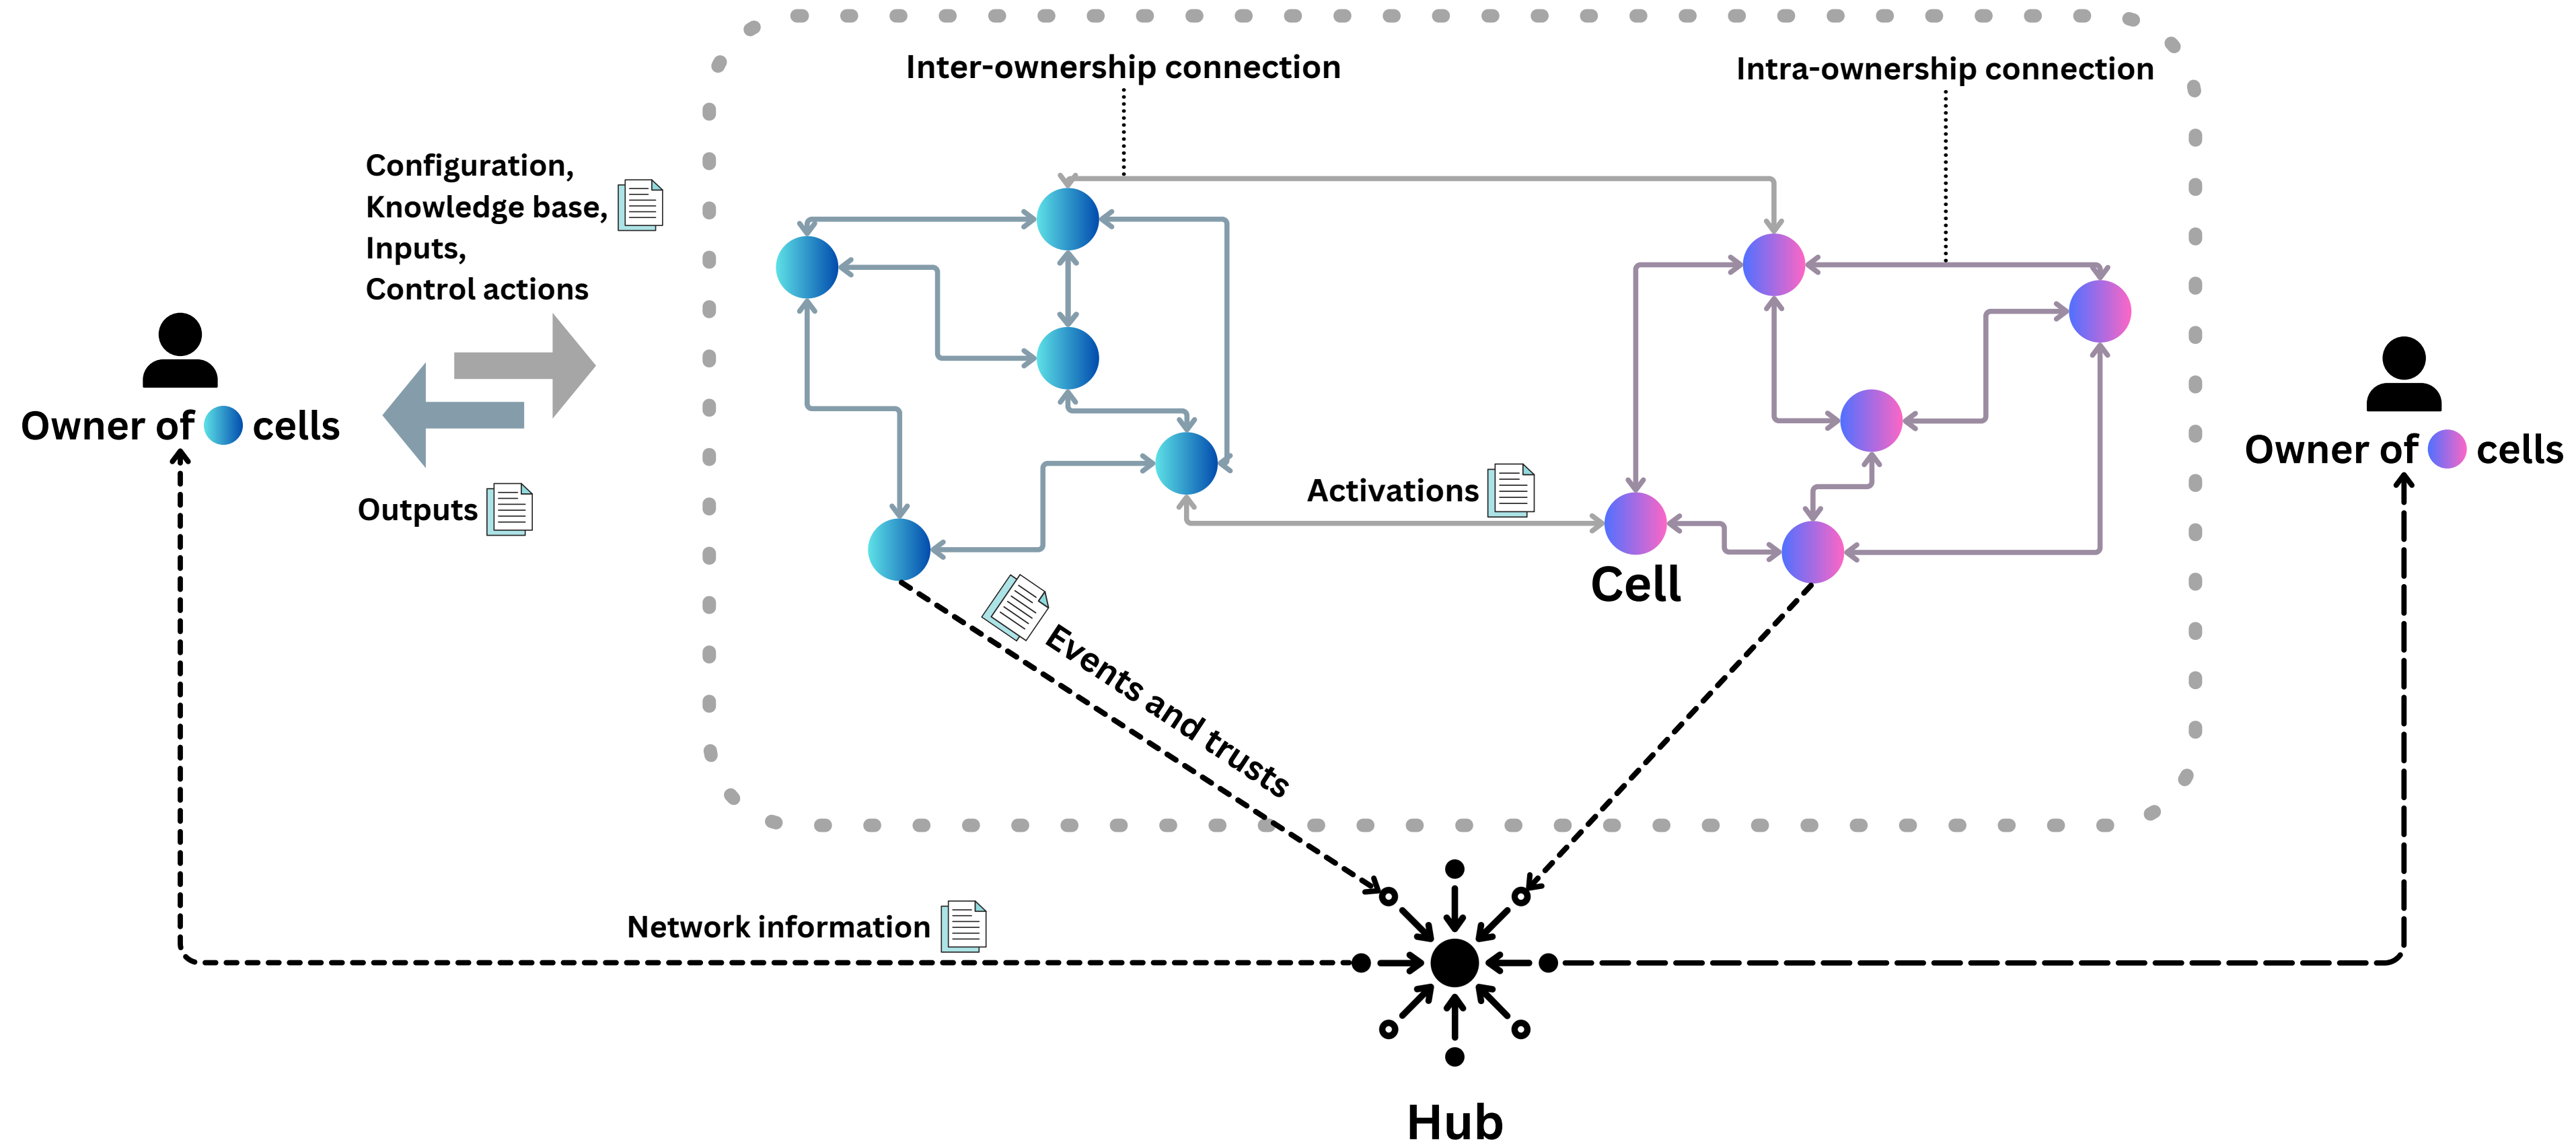 Inter-ownership connection
Intra-ownership connection
Configuration,
Knowledge base,
Inputs,
Control actions
Owner of cells
Outputs
Activations
Cell
Owner of cells
Events and trusts
Network information
Hub